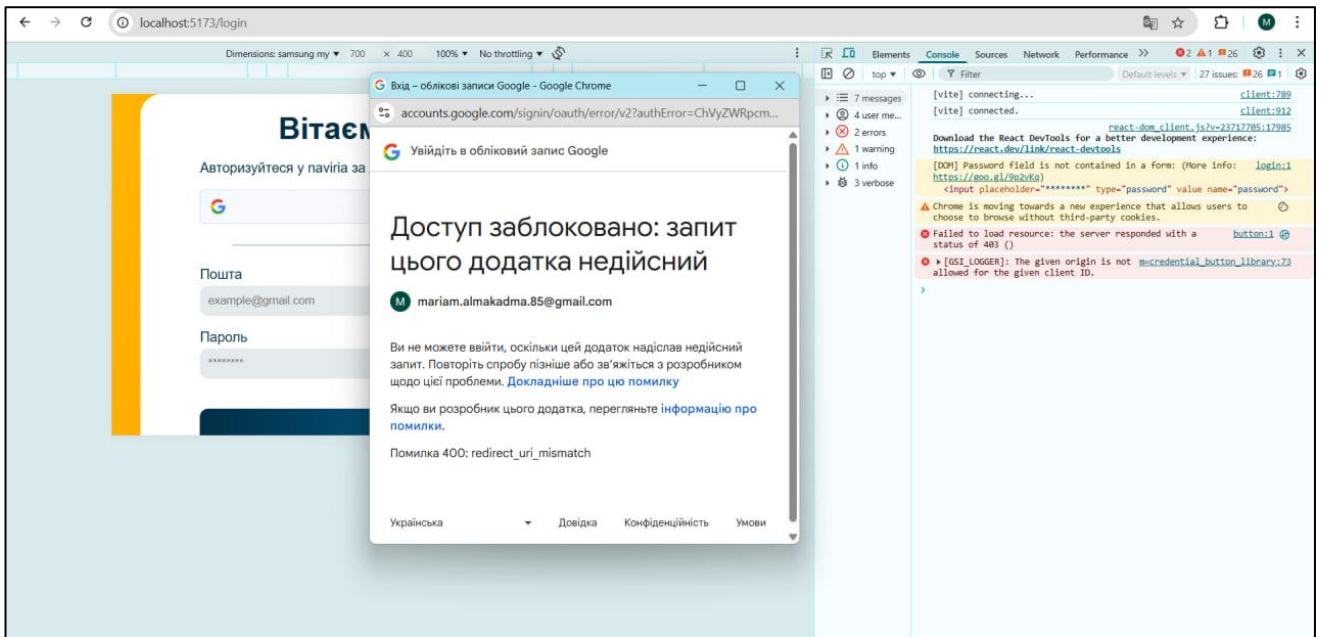 localhost:5173/login
M
Dimensions: samsung my 700 × 400 100% No throttling
Elements Console Sources Network Performance 2 1 26
top Filter Default levels 27 issues: 26 1
7 messages
4 user me...
2 errors
1 warning
1 info
3 verbose
[vite] connecting... client:789
[vite] connected. client:912
react-dom_client.js?v=23717705:17985
Download the React DevTools for a better development experience:
https://react.dev/link/react-devtools
[DOM] Password field is not contained in a form: (More info: login:1
https://goo.gl/9p2vKq)
<input placeholder="********" type="password" value name="password">
Chrome is moving towards a new experience that allows users to
choose to browse without third-party cookies.
Failed to load resource: the server responded with a button:1
status of 403 ()
[GSI_LOGGER]: The given origin is not m=credential_button_library:73
allowed for the given client ID.
Вітаєм
Авторизуйтеся у naviria за
G
Пошта
example@gmail.com
Пароль
********
Вхід – облікові записи Google - Google Chrome
accounts.google.com/signin/oauth/error/v2?authError=ChVyZWRpcm...
Увійдіть в обліковий запис Google
Доступ заблоковано: запит
цього додатка недійсний
M mariam.almakadma.85@gmail.com
Ви не можете ввійти, оскільки цей додаток надіслав недійсний
запит. Повторіть спробу пізніше або зв’яжіться з розробником
щодо цієї проблеми. Докладніше про цю помилку
Якщо ви розробник цього додатка, перегляньте інформацію про
помилки.
Помилка 400: redirect_uri_mismatch
Українська Довідка Конфіденційність Умови